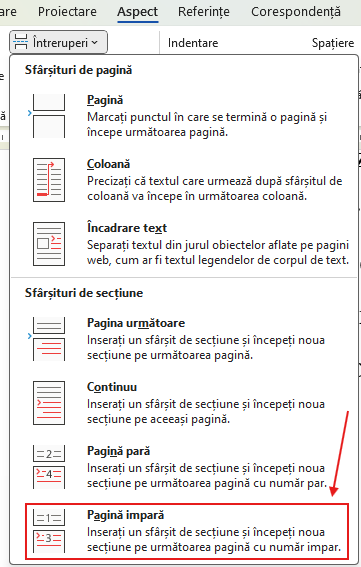 are Proiectare Aspect Referințe Corespondență
Întreruperi Indentare Spațiere
Sfârșituri de pagină
Pagină
Marcați punctul în care se termină o pagină și
începe următoarea pagină.
Coloană
Precizați că textul care urmează după sfârșitul de
coloană va începe în următoarea coloană.
Încadrare text
Separați textul din jurul obiectelor aflate pe pagini
web, cum ar fi textul legendelor de corpul de text.
Sfârșituri de secțiune
Pagina următoare
Inserați un sfârșit de secțiune și începeți noua
secțiune pe următoarea pagină.
Continuu
Inserați un sfârșit de secțiune și începeți noua
secțiune pe aceeași pagină.
Pagină pară
Inserați un sfârșit de secțiune și începeți noua
secțiune pe următoarea pagină cu număr par.
Pagină impară
Inserați un sfârșit de secțiune și începeți noua
secțiune pe următoarea pagină cu număr impar.
2
4
1
3